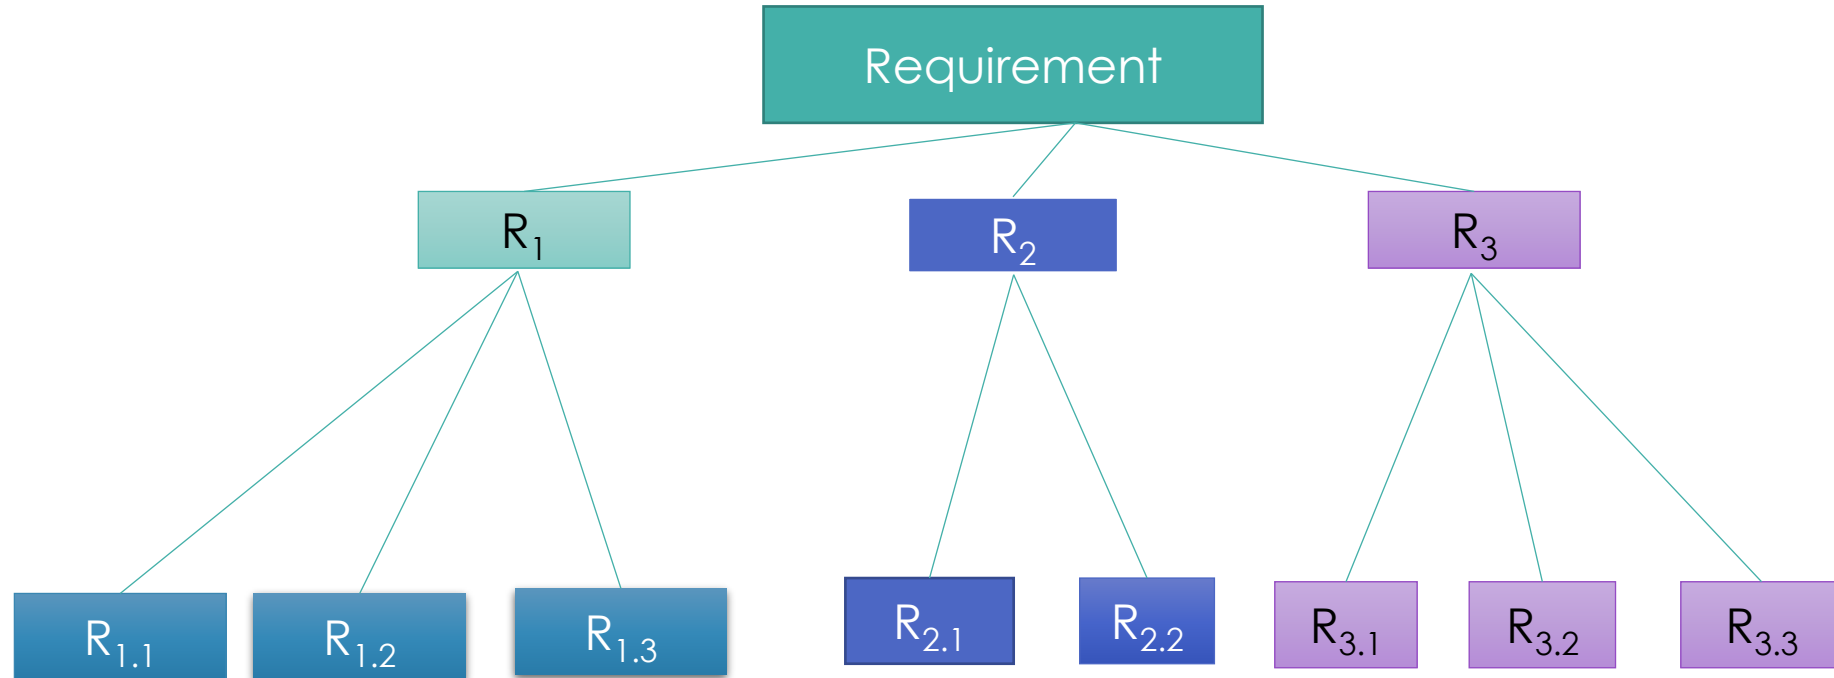 Requirement
R₁
R₂
R₃
R₁.₁
R₁.₂
R₁.₃
R₂.₁
R₂.₂
R₃.₁
R₃.₂
R₃.₃